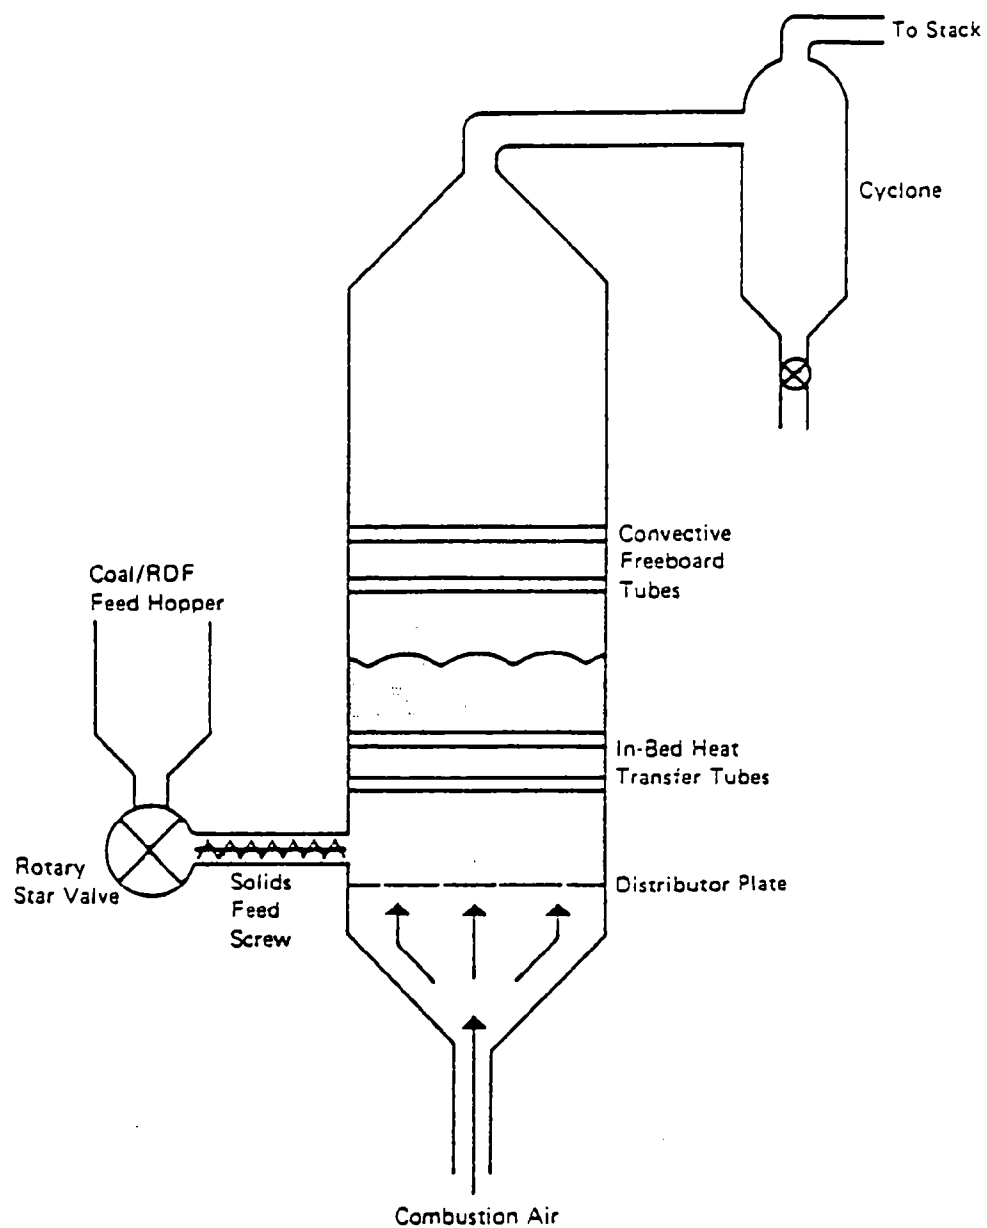 To Stack
Cyclone
Convective
Freeboard
Tubes
Coal/RDF
Feed Hopper
In-Bed Heat
Transfer Tubes
Rotary
Star Valve
Solids
Feed
Screw
Distributor Plate
Combustion Air